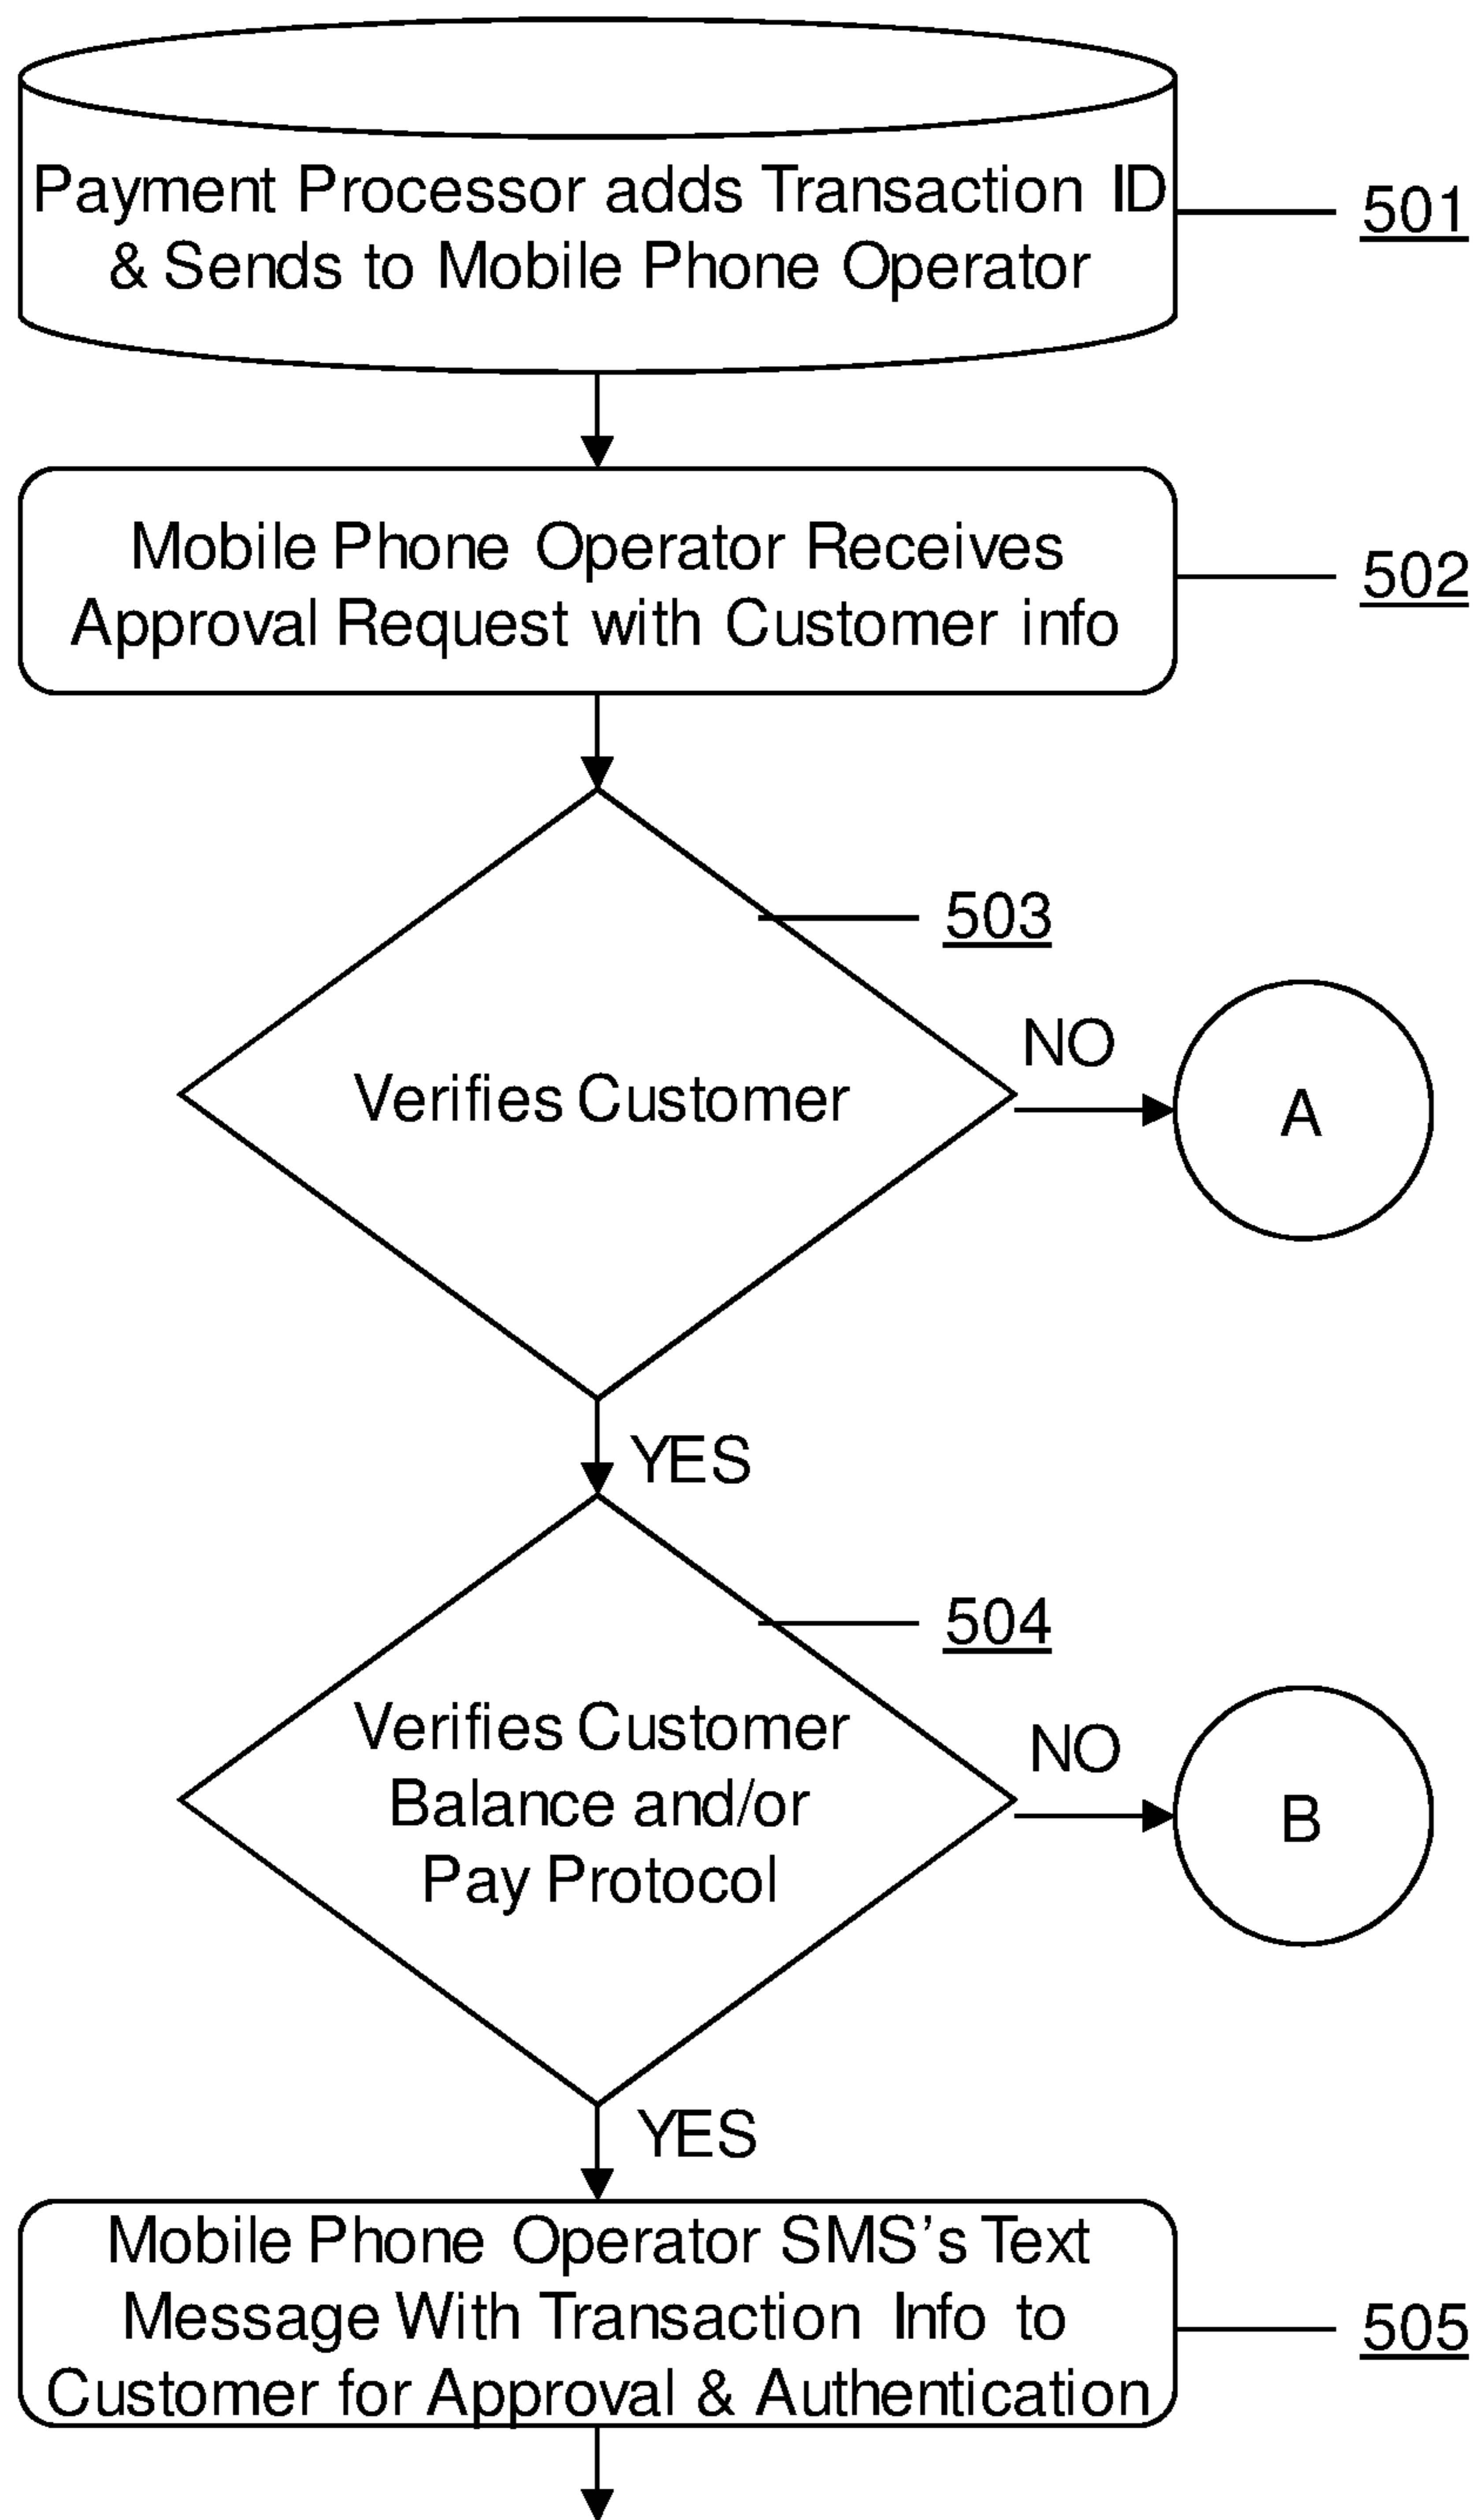 Payment Processor adds Transaction ID
& Sends to Mobile Phone Operator
501
Mobile Phone Operator Receives
Approval Request with Customer info
502
503
Verifies Customer
NO
A
YES
504
Verifies Customer
Balance and/or
Pay Protocol
NO
B
YES
Mobile Phone Operator SMS’s Text
Message With Transaction Info to
Customer for Approval & Authentication
505